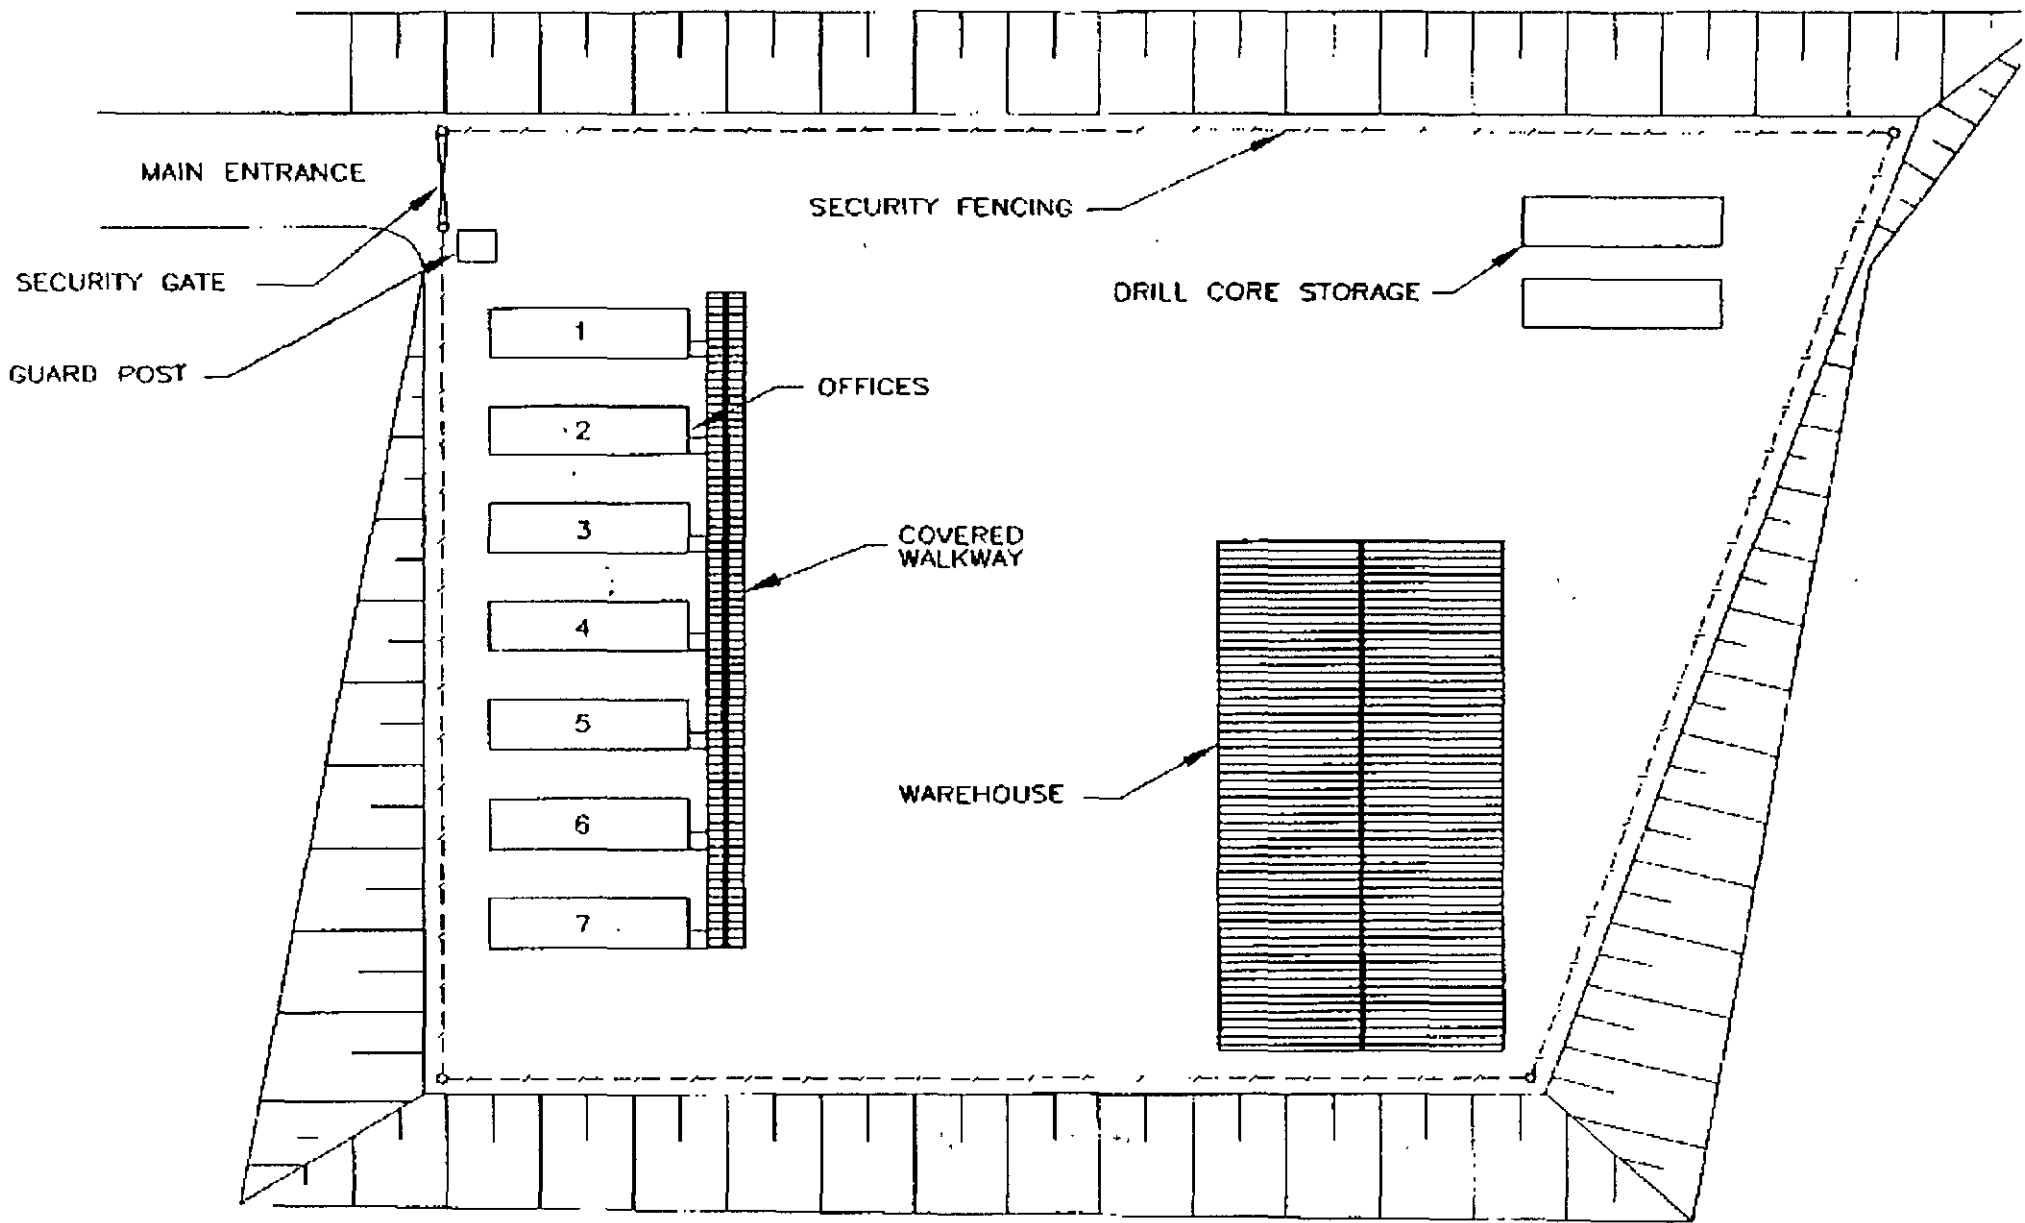 MAIN ENTRANCE
SECURITY FENCING
SECURITY GATE
DRILL CORE STORAGE
GUARD POST
OFFICES
1
2
3
COVERED
WALKWAY
4
5
WAREHOUSE
6
7